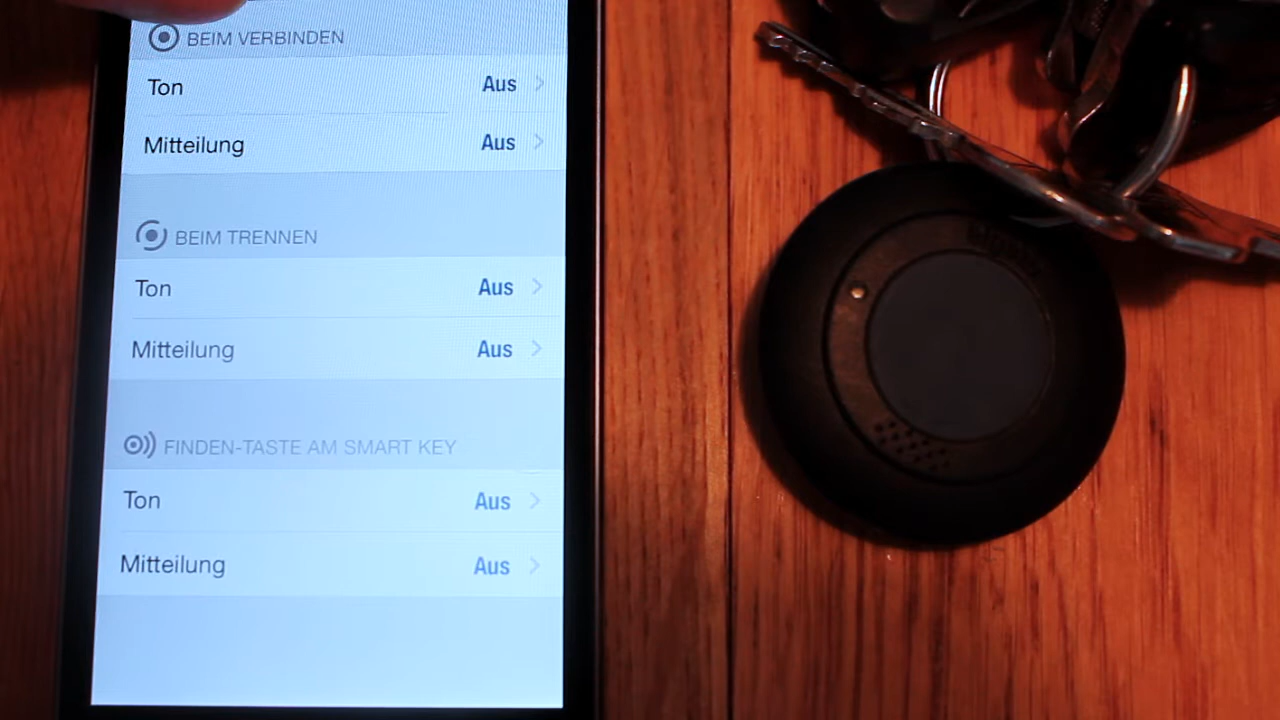 BEIM VERBINDEN
Ton Aus
Mitteilung Aus
BEIM TRENNEN
Ton Aus
Mitteilung Aus
FINDEN-TASTE AM SMART KEY
Ton Aus
Mitteilung Aus